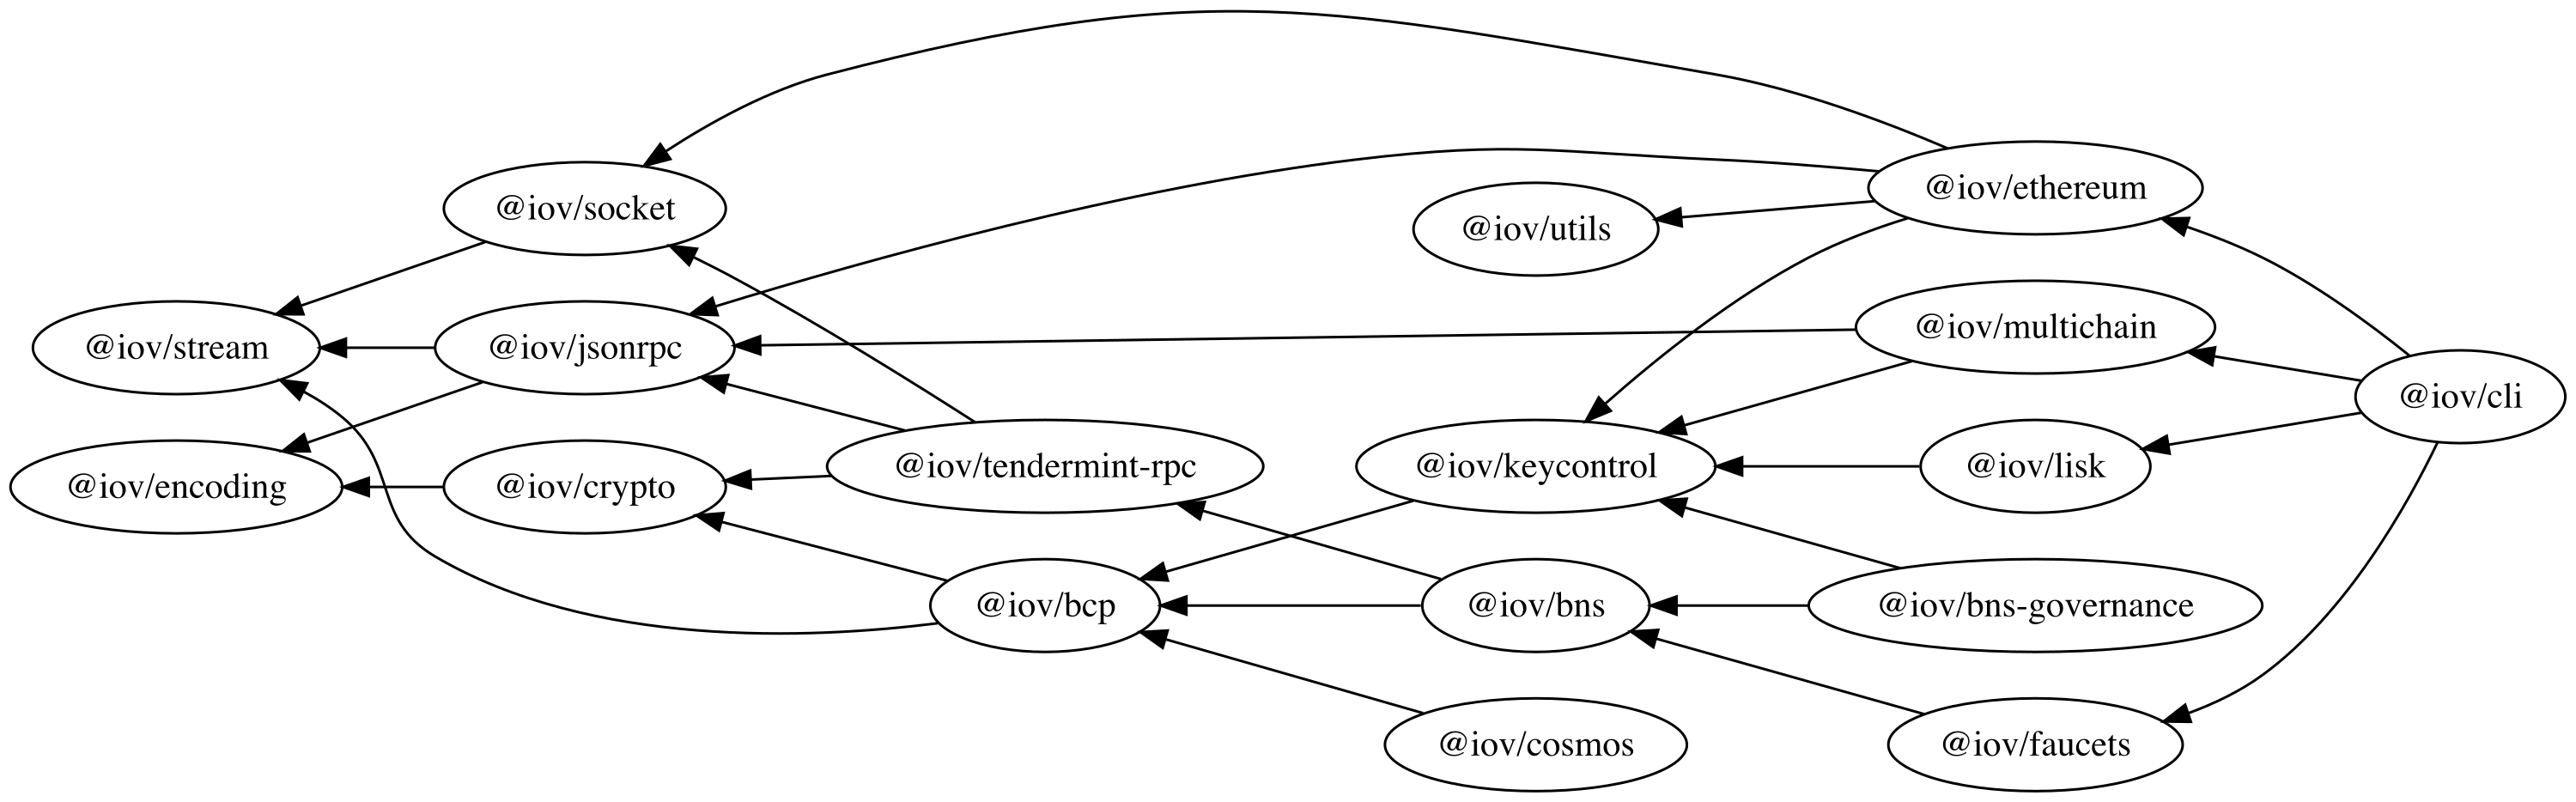 @iov/ethereum
@iov/socket
@iov/utils
@iov/multichain
@iov/stream
@iov/jsonrpc
@iov/cli
@iov/tendermint-rpc
@iov/keycontrol
@iov/lisk
@iov/encoding
@iov/crypto
@iov/bcp
@iov/bns
@iov/bns-governance
@iov/cosmos
@iov/faucets